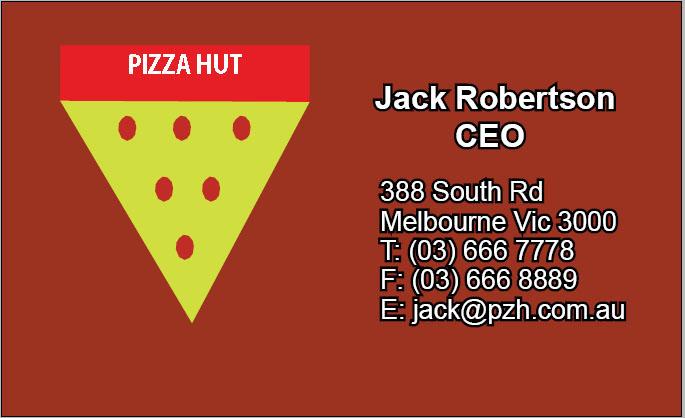 PIZZA HUT
Jack Robertson
CEO
388 South Rd
Melbourne Vic 3000
T: (03) 666 7778
F: (03) 666 8889
E: jack@pzh.com.au